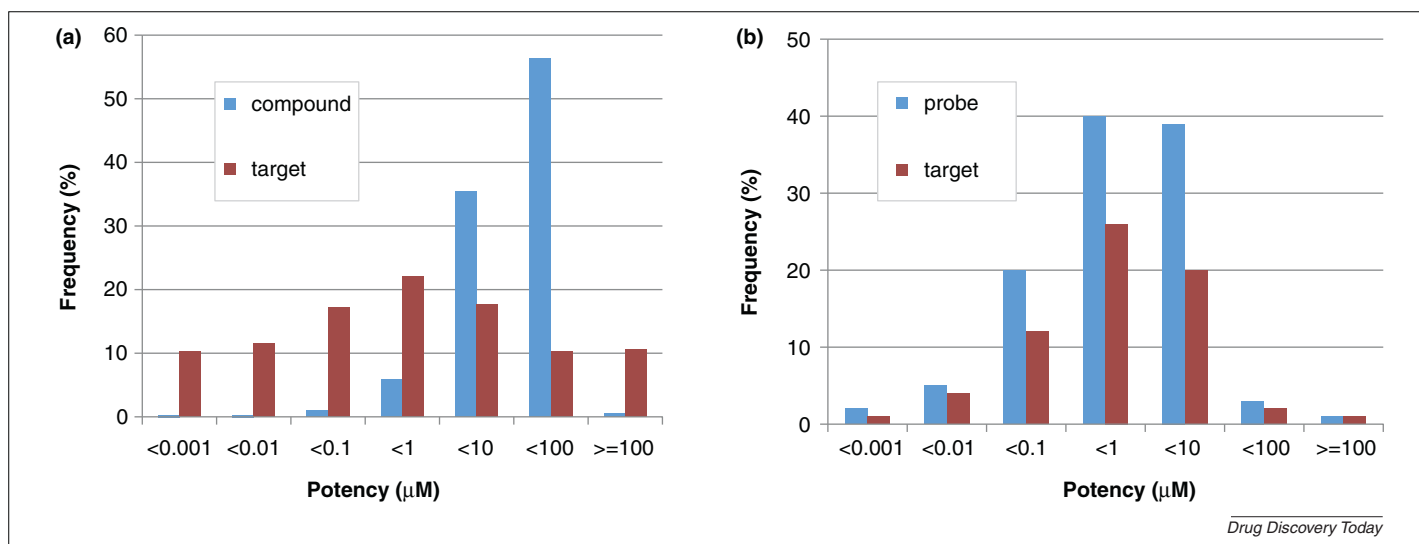 (a)
60
50
40
30
20
10
0
Frequency (%)
compound
target
<0.001 <0.01 <0.1 <1 <10 <100 >=100
Potency (μM)
(b)
50
40
30
20
10
0
Frequency (%)
probe
target
<0.001 <0.01 <0.1 <1 <10 <100 >=100
Potency (μM)
Drug Discovery Today